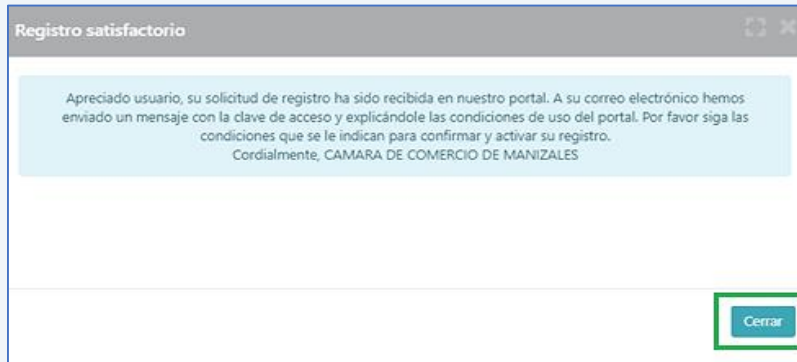 Registro satisfactorio
Apreciado usuario, su solicitud de registro ha sido recibida en nuestro portal. A su correo electrónico hemos
enviado un mensaje con la clave de acceso y explicándole las condiciones de uso del portal. Por favor siga las
condiciones que se le indican para confirmar y activar su registro.
Cordialmente, CAMARA DE COMERCIO DE MANIZALES
Cerrar